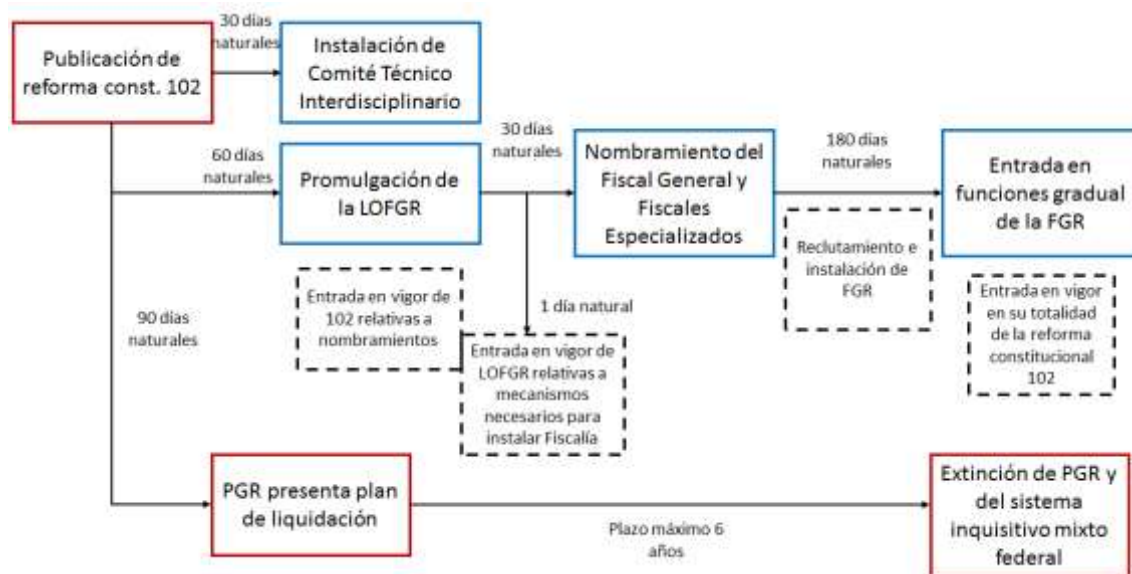 30 días
naturales
Publicación de
reforma const. 102
Instalación de
Comité Técnico
Interdisciplinario
60 días
naturales
Promulgación de
la LOFGR
30 días
naturales
Nombramiento del
Fiscal General y
Fiscales
Especializados
180 días
naturales
Entrada en
funciones gradual
de la FGR
Reclutamiento e
instalación de
FGR
Entrada en vigor
en su totalidad
de la reforma
constitucional
102
Entrada en vigor de
102 relativas a
nombramientos
1 día natural
Entrada en vigor de
LOFGR relativas a
mecanismos
necesarios para
instalar Fiscalía
90 días
naturales
PGR presenta plan
de liquidación
Plazo máximo 6
años
Extinción de PGR y
del sistema
inquisitivo mixto
federal